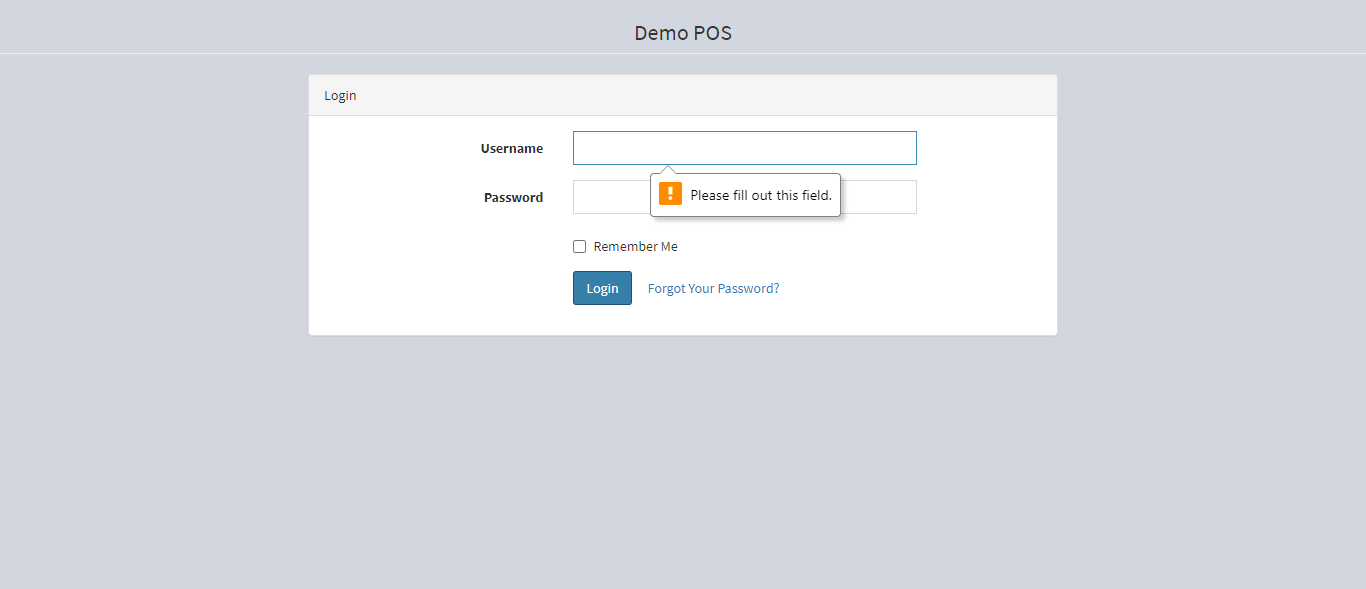 Demo POS
Login
Username
Password
Please fill out this field.
Remember Me
Login Forgot Your Password?